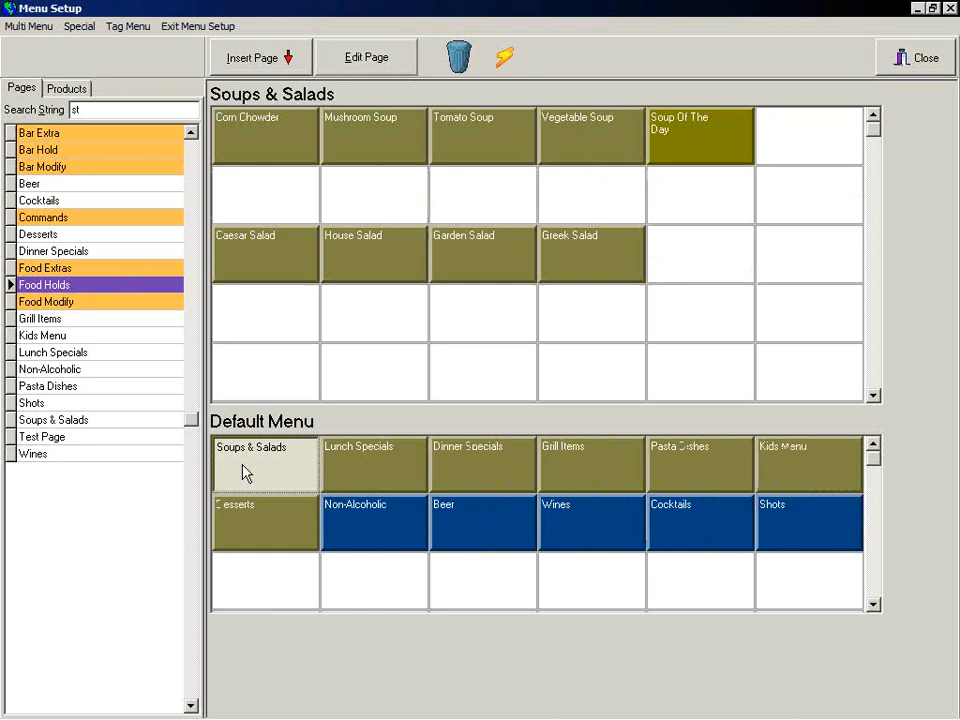 Menu Setup
Multi Menu Special Tag Menu Exit Menu Setup
Insert Page
Edit Page
Close
Pages
Products
Search String
st
Bar Extra
Bar Hold
Bar Modify
Beer
Cocktails
Commands
Desserts
Dinner Specials
Food Extras
Food Holds
Food Modify
Grill Items
Kids Menu
Lunch Specials
Non-Alcoholic
Pasta Dishes
Shots
Soups & Salads
Test Page
Wines
Soups & Salads
Corn Chowder
Mushroom Soup
Tomato Soup
Vegetable Soup
Soup Of The
Day
Caesar Salad
House Salad
Garden Salad
Greek Salad
Default Menu
Soups & Salads
Lunch Specials
Dinner Specials
Grill Items
Pasta Dishes
Kids Menu
Desserts
Non-Alcoholic
Beer
Wines
Cocktails
Shots